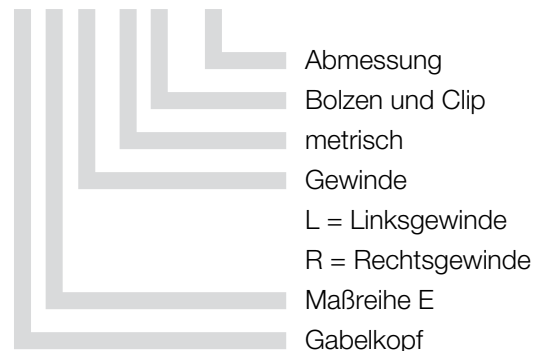 Abmessung
Bolzen und Clip
metrisch
Gewinde
L = Linksgewinde
R = Rechtsgewinde
Maßreihe E
Gabelkopf